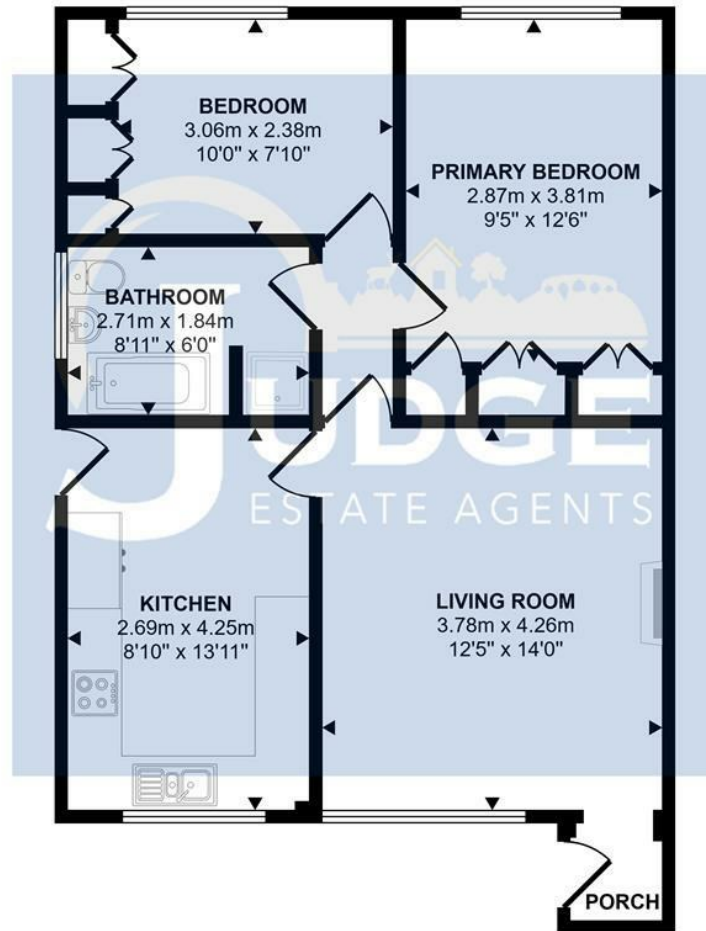 BEDROOM
3.06m x 2.38m
10'0" x 7'10"
PRIMARY BEDROOM
2.87m x 3.81m
9'5" x 12'6"
BATHROOM
2.71m x 1.84m
8'11" x 6'0"
JUDGE
ESTATE AGENTS
KITCHEN
2.69m x 4.25m
8'10" x 13'11"
LIVING ROOM
3.78m x 4.26m
12'5" x 14'0"
PORCH